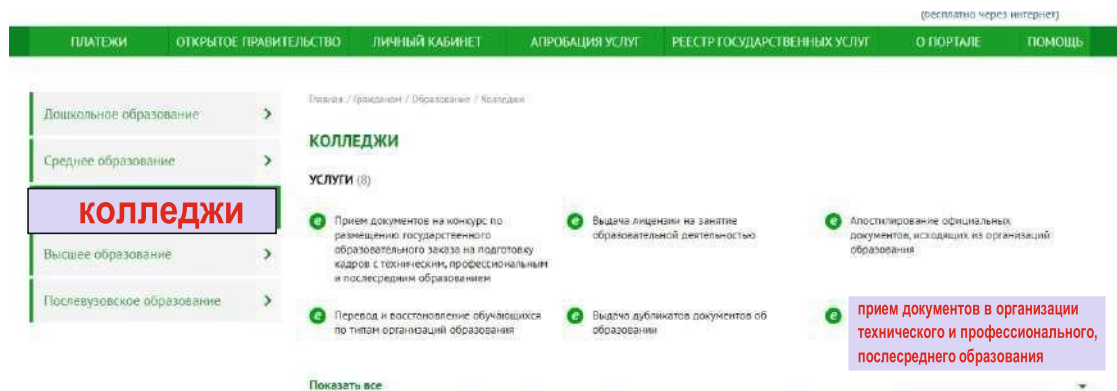 (бесплатно через интернет)
ПЛАТЕЖИ ОТКРЫТОЕ ПРАВИТЕЛЬСТВО ЛИЧНЫЙ КАБИНЕТ АПРОБАЦИЯ УСЛУГ РЕЕСТР ГОСУДАРСТВЕННЫХ УСЛУГ О ПОРТАЛЕ ПОМОЩЬ
Главная / Гражданам / Образование / Колледжи
Дошкольное образование
Среднее образование
колледжи
Высшее образование
Послевузовское образование
КОЛЛЕДЖИ
УСЛУГИ (8)
Прием документов на конкурс по
размещению государственного
образовательного заказа на подготовку
кадров с техническим, профессиональным
и послесредним образованием
Выдача лицензии на занятие
образовательной деятельностью
Апостилирование официальных
документов, исходящих из организаций
образования
Перевод и восстановление обучающихся
по типам организаций образования
Выдача дубликатов документов об
образовании
прием документов в организации
технического и профессионального,
послесреднего образования
Показать все